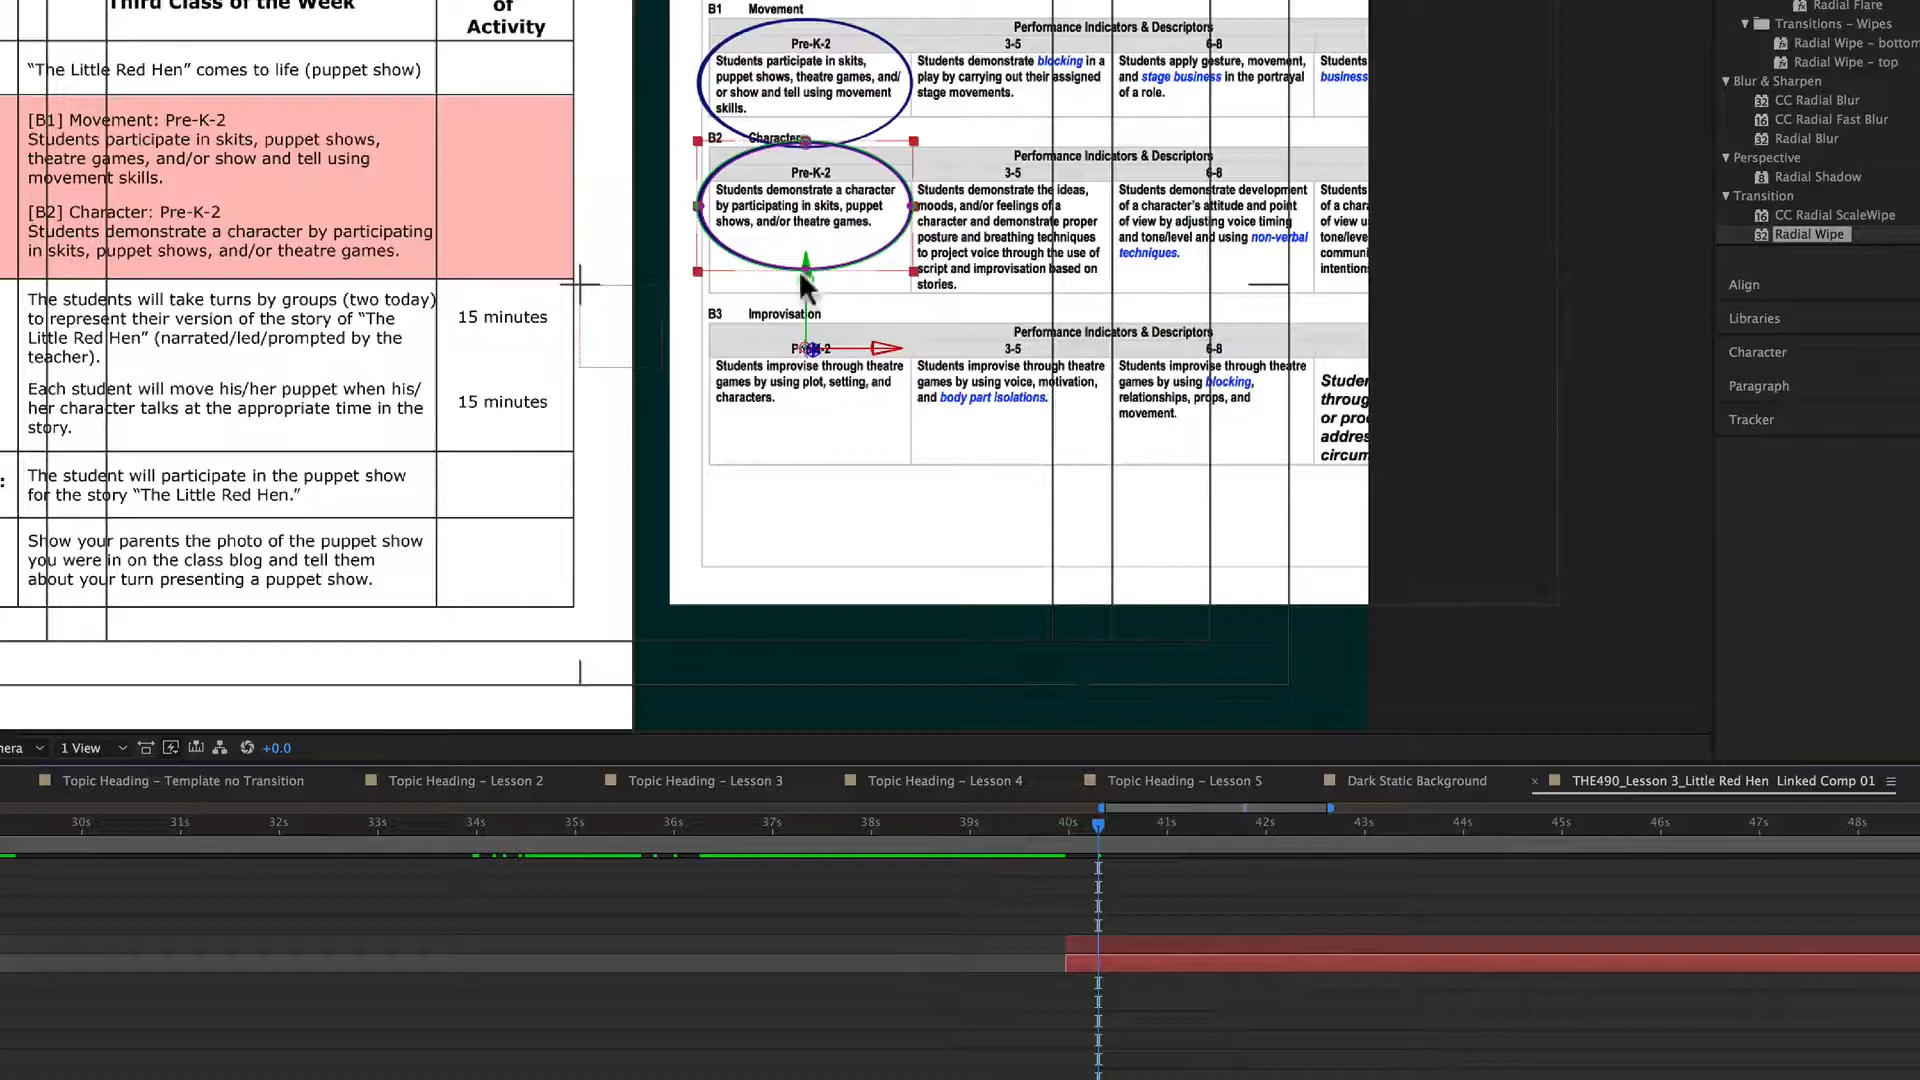 Third Class of the Week
of
Activity
“The Little Red Hen” comes to life (puppet show)
[B1] Movement: Pre-K-2
Students participate in skits, puppet shows,
theatre games, and/or show and tell using
movement skills.
[B2] Character: Pre-K-2
Students demonstrate a character by participating
in skits, puppet shows, and/or theatre games.
The students will take turns by groups (two today)
to represent their version of the story of “The
Little Red Hen” (narrated/led/prompted by the
teacher).
15 minutes
Each student will move his/her puppet when his/
her character talks at the appropriate time in the
story.
15 minutes
:
The student will participate in the puppet show
for the story “The Little Red Hen.”
Show your parents the photo of the puppet show
you were in on the class blog and tell them
about your turn presenting a puppet show.
B1 Movement
Performance Indicators & Descriptors
Pre-K-2 3-5 6-8
Students participate in skits,
puppet shows, theatre games, and/
or show and tell using movement
skills.
Students demonstrate blocking in a
play by carrying out their assigned
stage movements.
Students apply gesture, movement,
and stage business in the portrayal
of a role.
Students
business
B2 Character
Performance Indicators & Descriptors
Pre-K-2 3-5 6-8
Students demonstrate a character
by participating in skits, puppet
shows, and/or theatre games.
Students demonstrate the ideas,
moods, and/or feelings of a
character and demonstrate proper
posture and breathing techniques
to project voice through the use of
script and improvisation based on
stories.
Students demonstrate development
of a character’s attitude and point
of view by adjusting voice timing
and tone/level and using non-verbal
techniques.
Students
of a chara
of view u
tone/leve
communi
intention
B3 Improvisation
Performance Indicators & Descriptors
Pre-K-2 3-5 6-8
Students improvise through theatre
games by using plot, setting, and
characters.
Students improvise through theatre
games by using voice, motivation,
and body part isolations.
Students improvise through theatre
games by using blocking,
relationships, props, and
movement.
Studen
through
or prod
addres
circum
Radial Flare
Transitions – Wipes
Radial Wipe – bottom
Radial Wipe – top
Blur & Sharpen
CC Radial Blur
CC Radial Fast Blur
Radial Blur
Perspective
Radial Shadow
Transition
CC Radial ScaleWipe
Radial Wipe
Align
Libraries
Character
Paragraph
Tracker
mera 1 View +0.0
Topic Heading – Template no Transition Topic Heading – Lesson 2 Topic Heading – Lesson 3 Topic Heading – Lesson 4 Topic Heading – Lesson 5 Dark Static Background × THE490_Lesson 3_Little Red Hen Linked Comp 01
30s 31s 32s 33s 34s 35s 36s 37s 38s 39s 40s 41s 42s 43s 44s 45s 46s 47s 48s